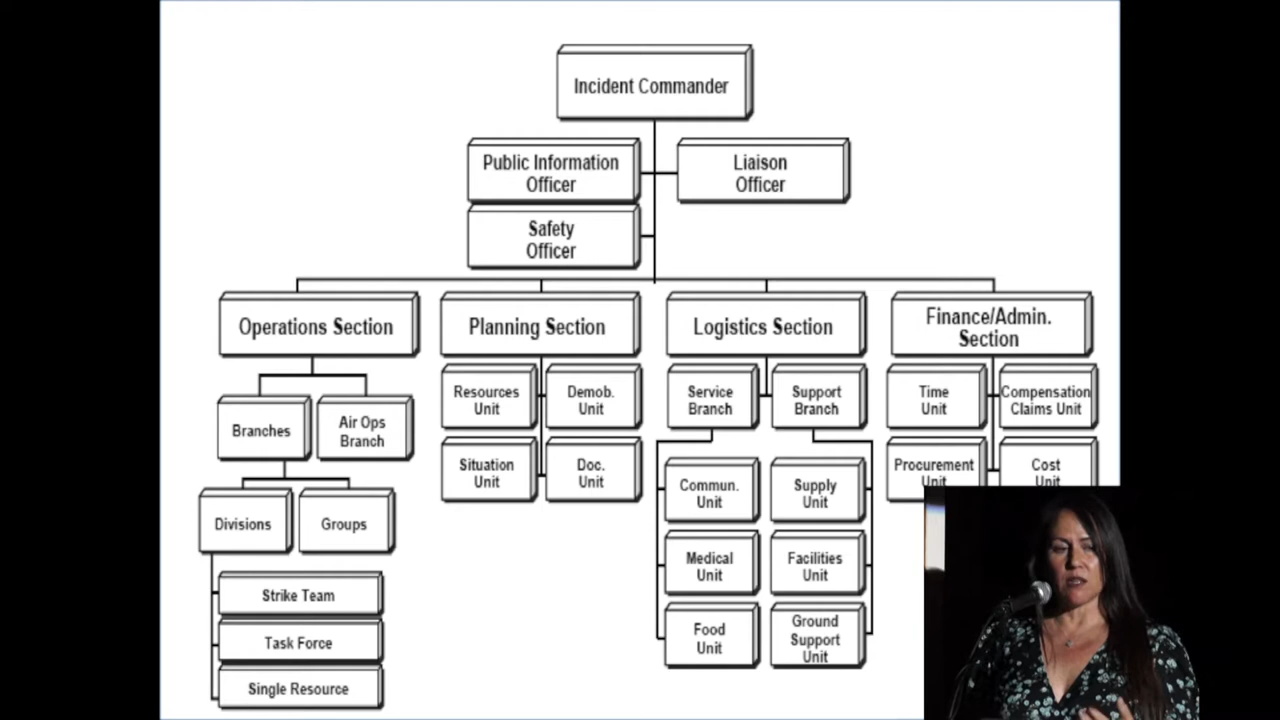 Incident Commander
Public Information
Officer
Liaison
Officer
Safety
Officer
Operations Section
Planning Section
Logistics Section
Finance/Admin.
Section
Resources
Unit
Demob.
Unit
Service
Branch
Support
Branch
Time
Unit
Compensation
Claims Unit
Branches
Air Ops
Branch
Situation
Unit
Doc.
Unit
Procurement
Unit
Cost
Unit
Commun.
Unit
Supply
Unit
Divisions
Groups
Medical
Unit
Facilities
Unit
Strike Team
Task Force
Single Resource
Food
Unit
Ground
Support
Unit